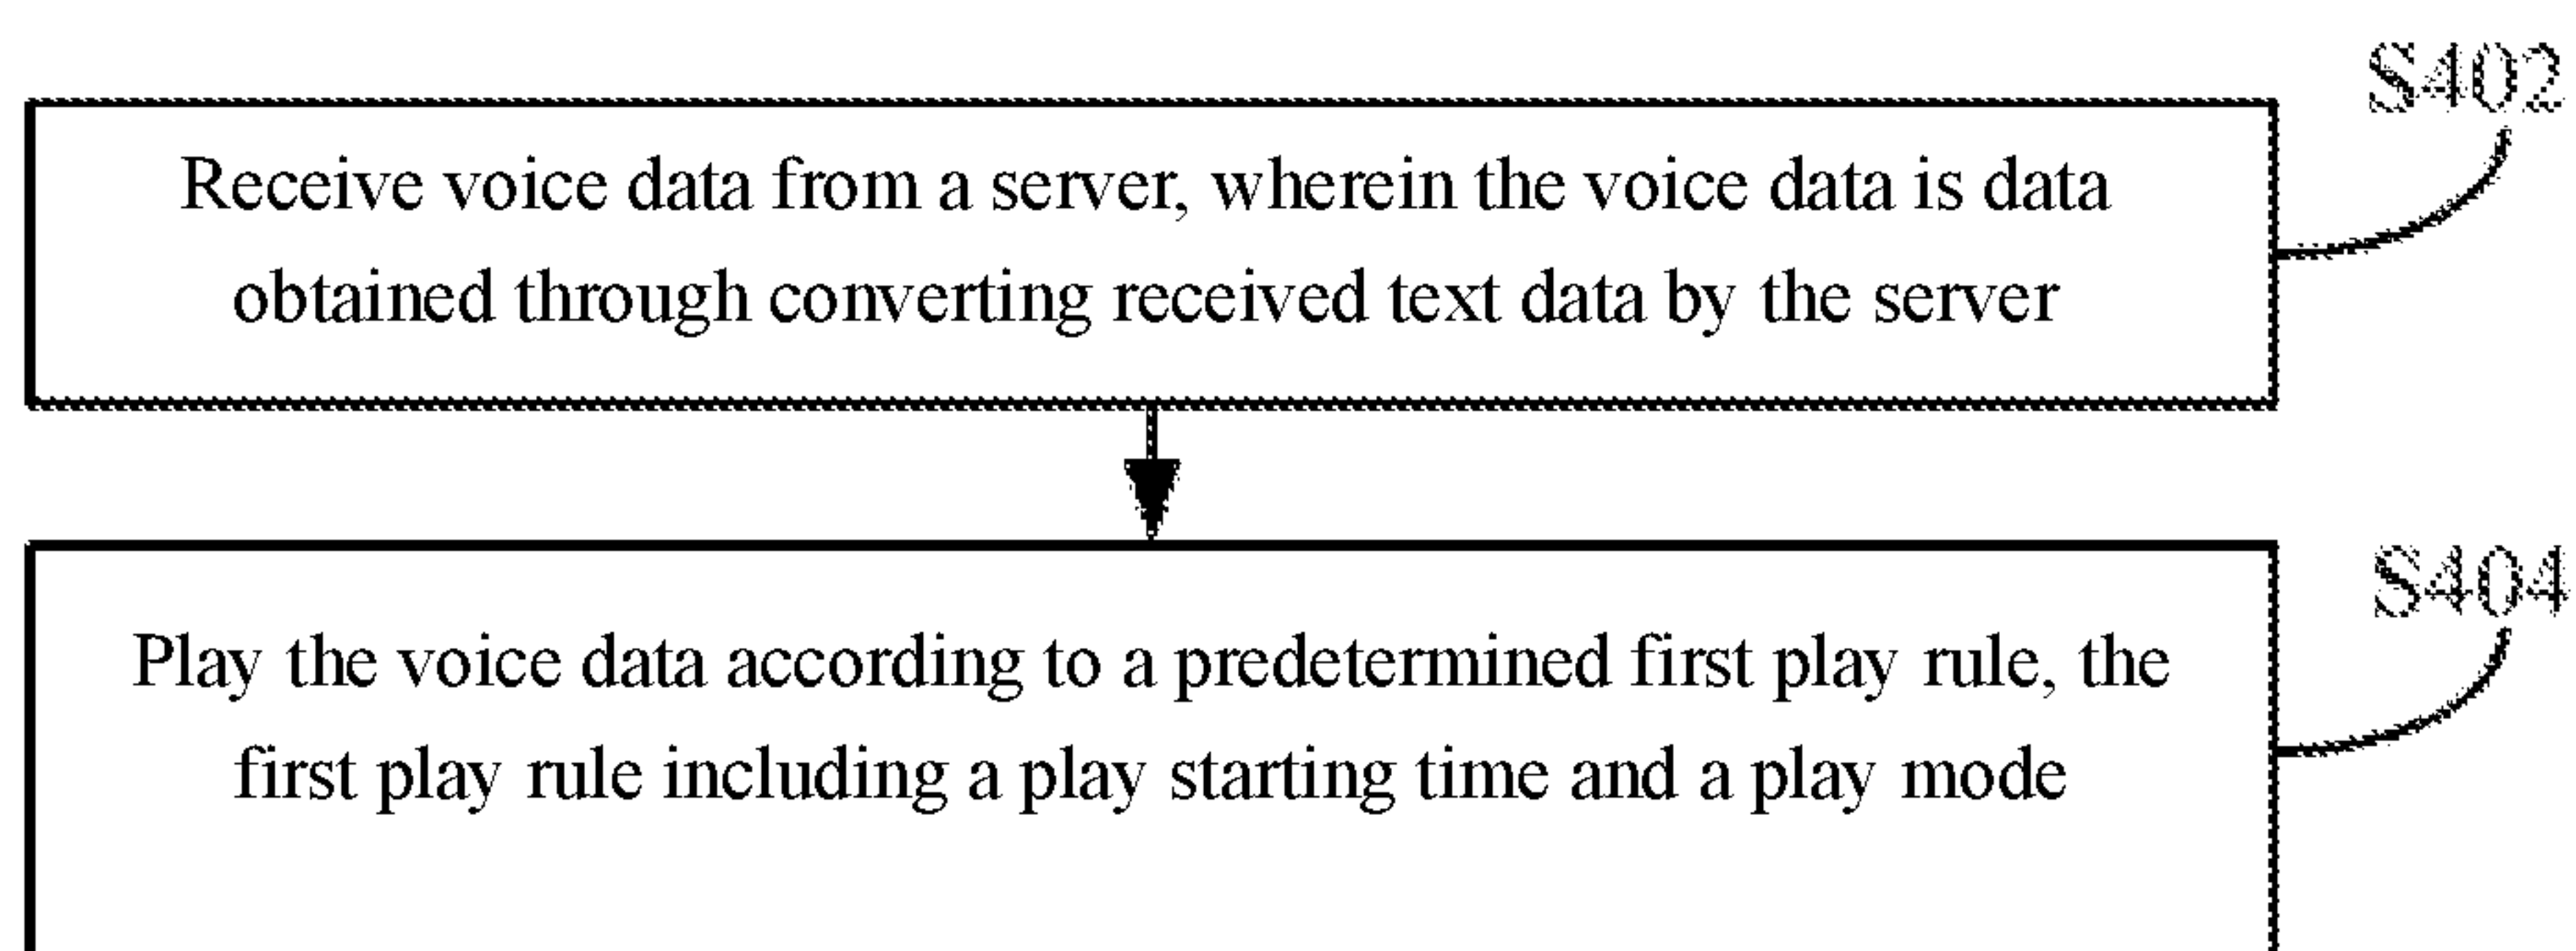 S402
Receive voice data from a server, wherein the voice data is data
obtained through converting received text data by the server
S404
Play the voice data according to a predetermined first play rule, the
first play rule including a play starting time and a play mode